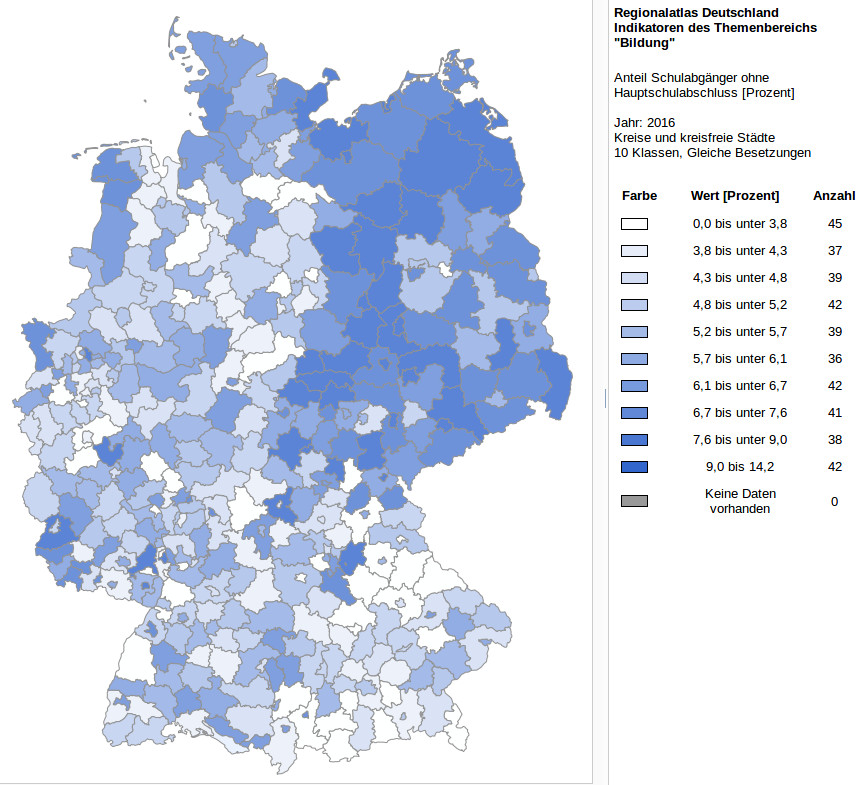 Regionalatlas Deutschland
Indikatoren des Themenbereichs
"Bildung"
Anteil Schulabgänger ohne
Hauptschulabschluss [Prozent]
Jahr: 2016
Kreise und kreisfreie Städte
10 Klassen, Gleiche Besetzungen
Farbe Wert [Prozent] Anzahl
0,0 bis unter 3,8 45
3,8 bis unter 4,3 37
4,3 bis unter 4,8 39
4,8 bis unter 5,2 42
5,2 bis unter 5,7 39
5,7 bis unter 6,1 36
6,1 bis unter 6,7 42
6,7 bis unter 7,6 41
7,6 bis unter 9,0 38
9,0 bis 14,2 42
Keine Daten
vorhanden 0